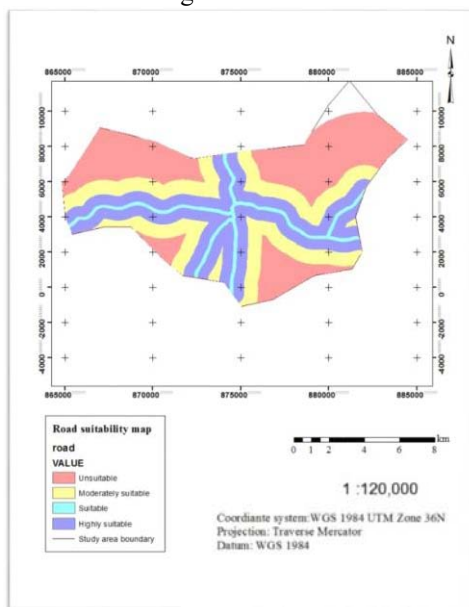 N
865000 870000 875000 880000 885000
10000 10000
8000 8000
6000 6000
4000 4000
2000 2000
0 0
-2000 -2000
-4000 -4000
865000 870000 875000 880000 885000
Road suitability map
road
VALUE
Unsuitable
Moderately suitable
Suitable
Highly suitable
Study area boundary
km
0 1 2 4 6 8
1 :120,000
Coordiante system:WGS 1984 UTM Zone 36N
Projection: Traverse Mercator
Datum: WGS 1984